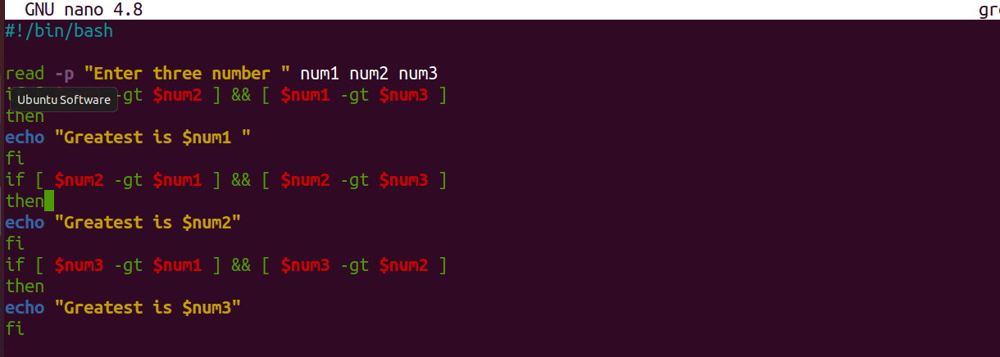 GNU nano 4.8 gre
#!/bin/bash
read -p "Enter three number " num1 num2 num3
-gt $num2 ] && [ $num1 -gt $num3 ]
Ubuntu Software
then
echo "Greatest is $num1 "
fi
if [ $num2 -gt $num1 ] && [ $num2 -gt $num3 ]
then
echo "Greatest is $num2"
fi
if [ $num3 -gt $num1 ] && [ $num3 -gt $num2 ]
then
echo "Greatest is $num3"
fi